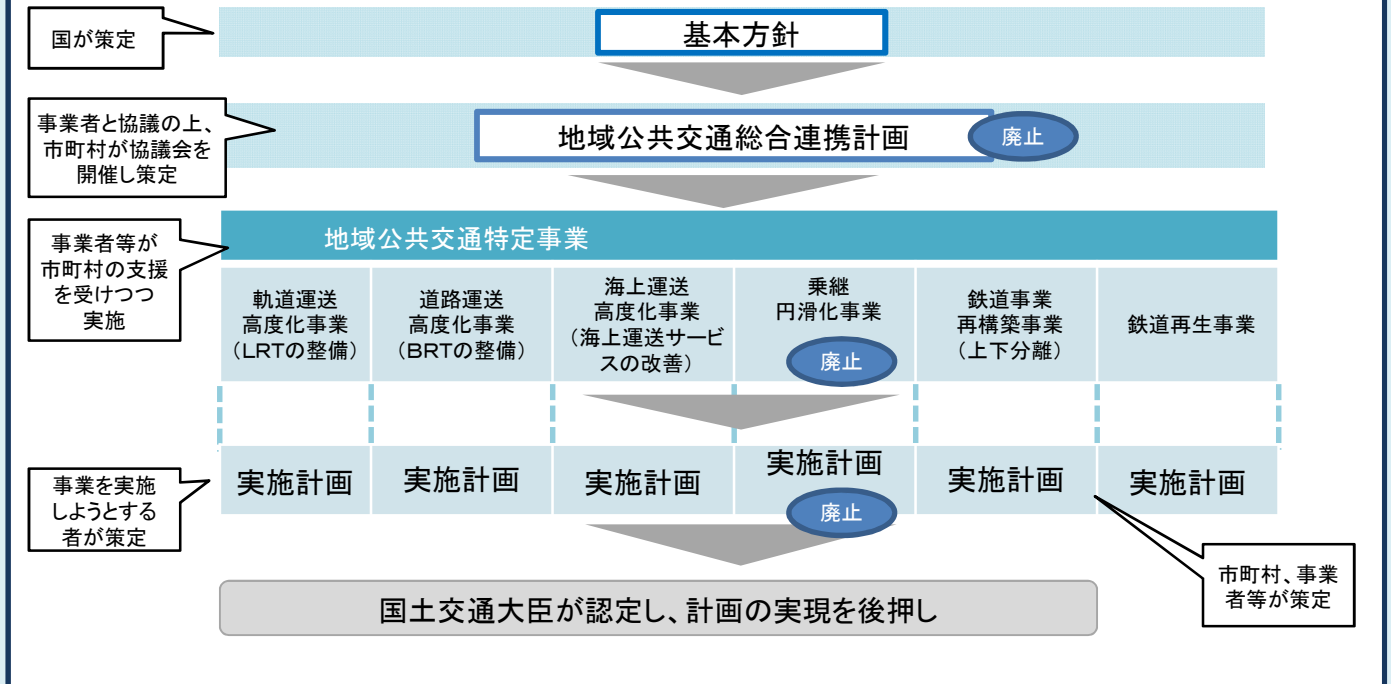 国が策定
基本方針
事業者と協議の上、
市町村が協議会を
開催し策定
地域公共交通総合連携計画
廃止
事業者等が
市町村の支援
を受けつつ
実施
地域公共交通特定事業
軌道運送
高度化事業
（LRTの整備）
道路運送
高度化事業
（BRTの整備）
海上運送
高度化事業
（海上運送サービ
スの改善）
乗継
円滑化事業
廃止
鉄道事業
再構築事業
（上下分離）
鉄道再生事業
事業を実施
しようとする
者が策定
実施計画
実施計画
実施計画
実施計画
廃止
実施計画
実施計画
市町村、事業
者等が策定
国土交通大臣が認定し、計画の実現を後押し